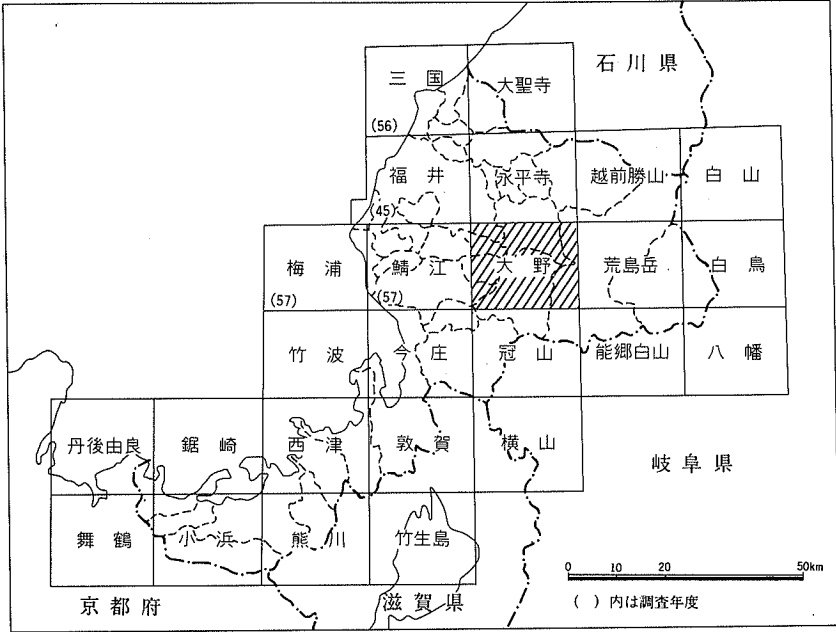 石川県
三国
大聖寺
(56)
福井
永平寺
越前勝山
白山
(45)
梅浦
鯖江
大野
荒島岳
白鳥
(57)
(57)
竹波
今庄
冠山
能郷白山
八幡
丹後由良
鋸崎
西津
敦賀
横山
岐阜県
舞鶴
小浜
熊川
竹生島
0 10 20 50km
( )内は調査年度
京都府
滋賀県